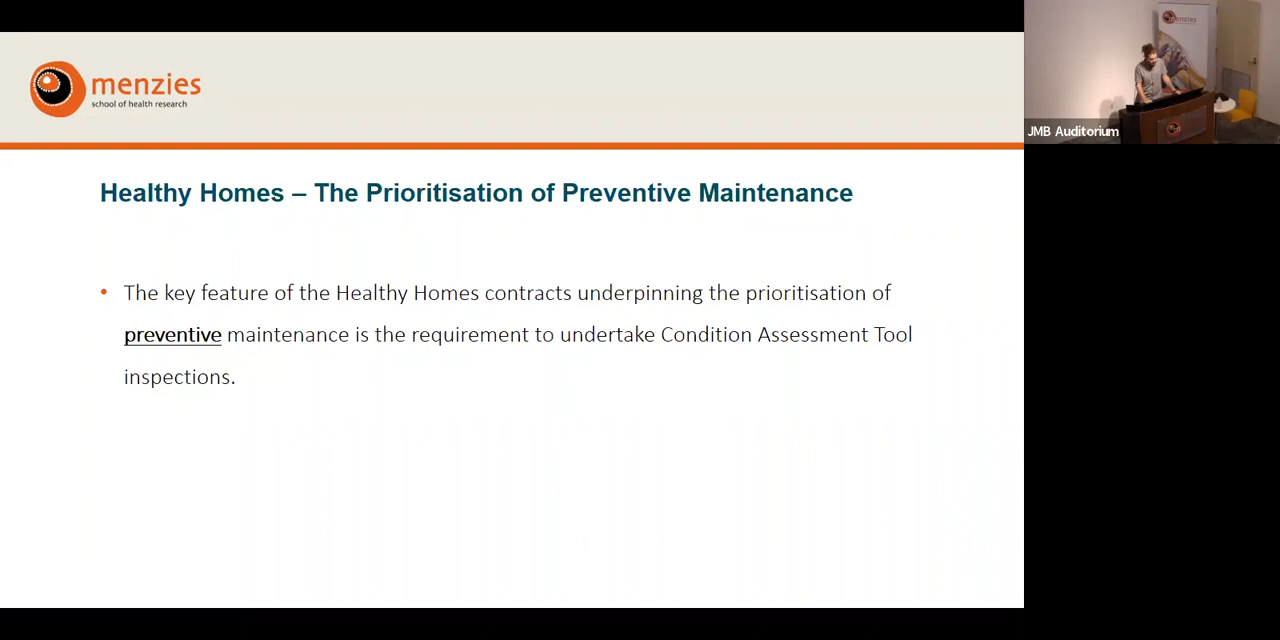 menzies
school of health research
Healthy Homes – The Prioritisation of Preventive Maintenance
• The key feature of the Healthy Homes contracts underpinning the prioritisation of
preventive maintenance is the requirement to undertake Condition Assessment Tool
inspections.
menzies
JMB Auditorium